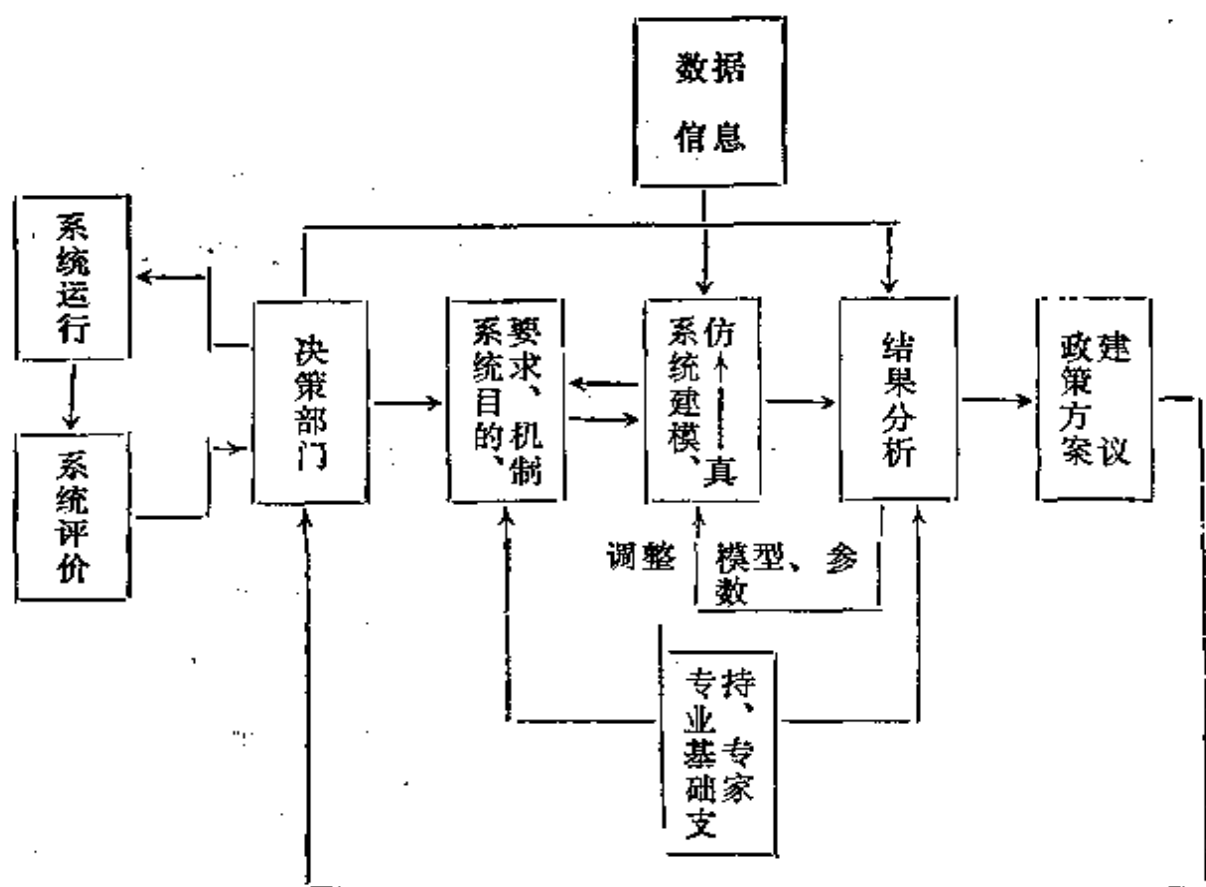 数据
信息
系统运行
系统评价
决策部门
系统目的、
要求、机制
系统建模、
仿真
结果分析
政策方案
建议
调整 模型、参
数
专业基础支
持、专家